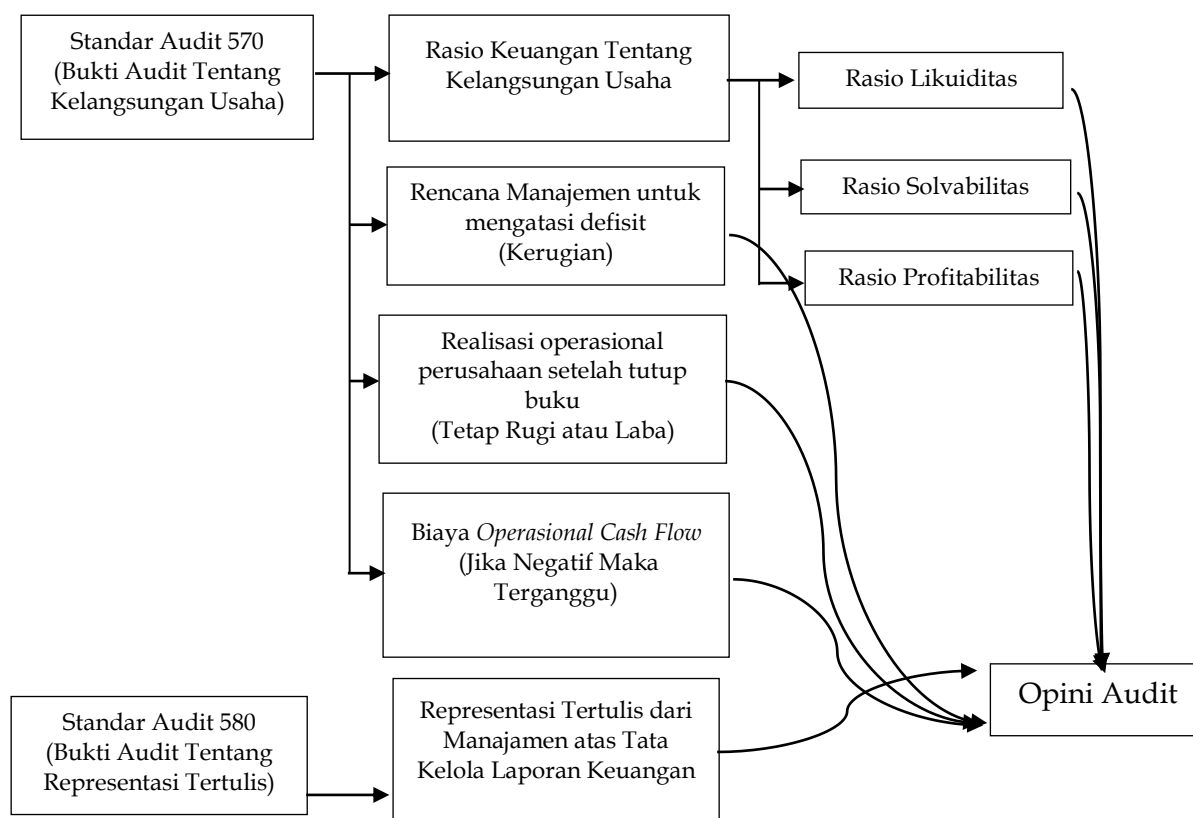 Standar Audit 570
(Bukti Audit Tentang
Kelangsungan Usaha)
Rasio Keuangan Tentang
Kelangsungan Usaha
Rasio Likuiditas
Rasio Solvabilitas
Rasio Profitabilitas
Rencana Manajemen untuk
mengatasi defisit
(Kerugian)
Realisasi operasional
perusahaan setelah tutup
buku
(Tetap Rugi atau Laba)
Biaya Operasional Cash Flow
(Jika Negatif Maka
Terganggu)
Standar Audit 580
(Bukti Audit Tentang
Representasi Tertulis)
Representasi Tertulis dari
Manajamen atas Tata
Kelola Laporan Keuangan
Opini Audit